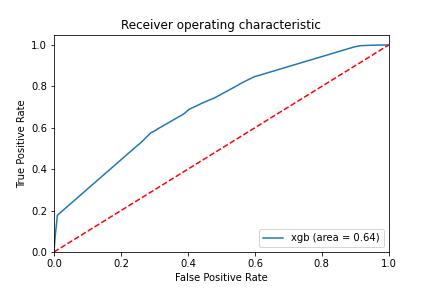 Receiver operating characteristic
True Positive Rate
1.0
0.8
0.6
0.4
0.2
0.0
xgb (area = 0.64)
0.0 0.2 0.4 0.6 0.8 1.0
False Positive Rate